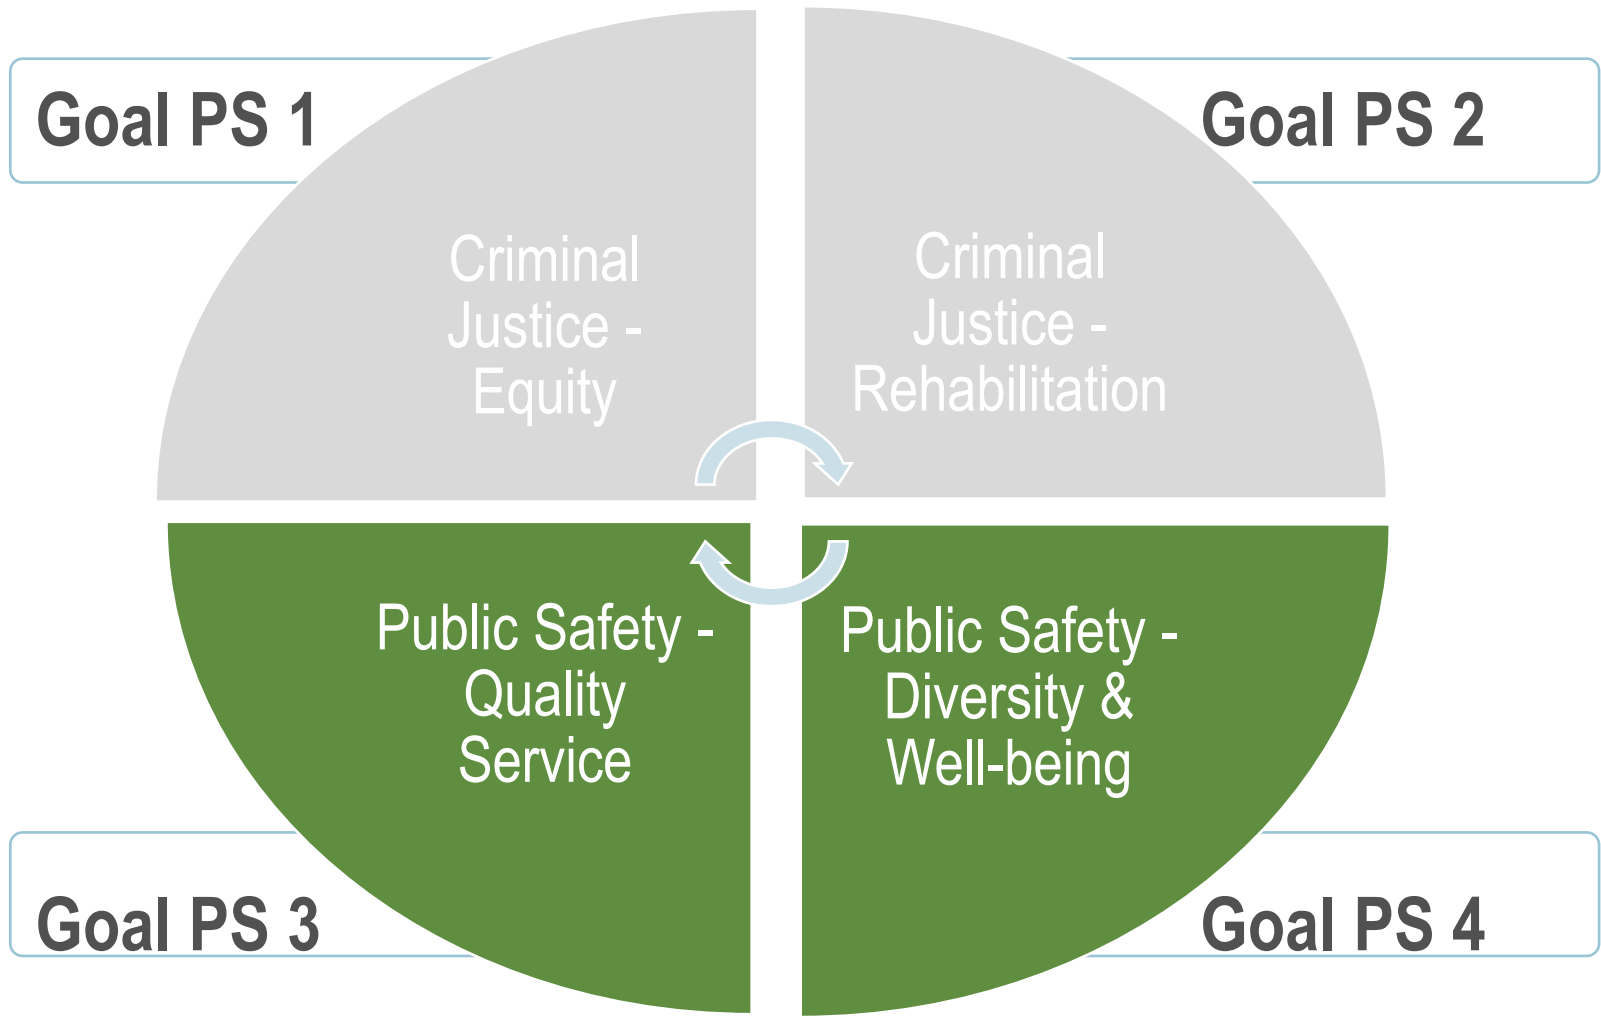 Goal PS 1
Goal PS 2
Criminal
Justice -
Equity
Criminal
Justice -
Rehabilitation
Public Safety -
Quality
Service
Public Safety -
Diversity &
Well-being
Goal PS 3
Goal PS 4